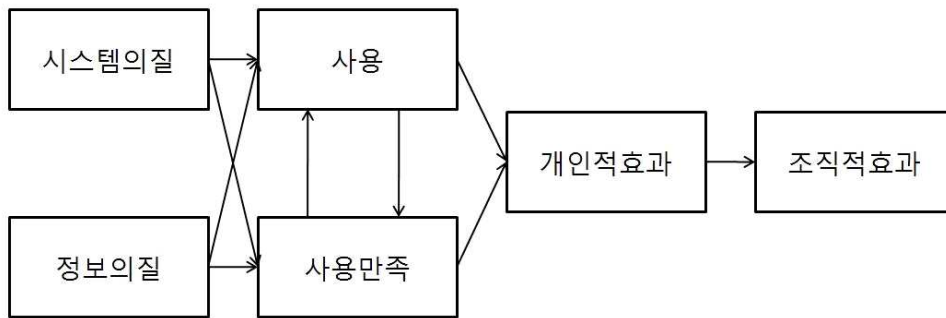 시스템의질
사용
개인적효과
조직적효과
정보의질
사용만족